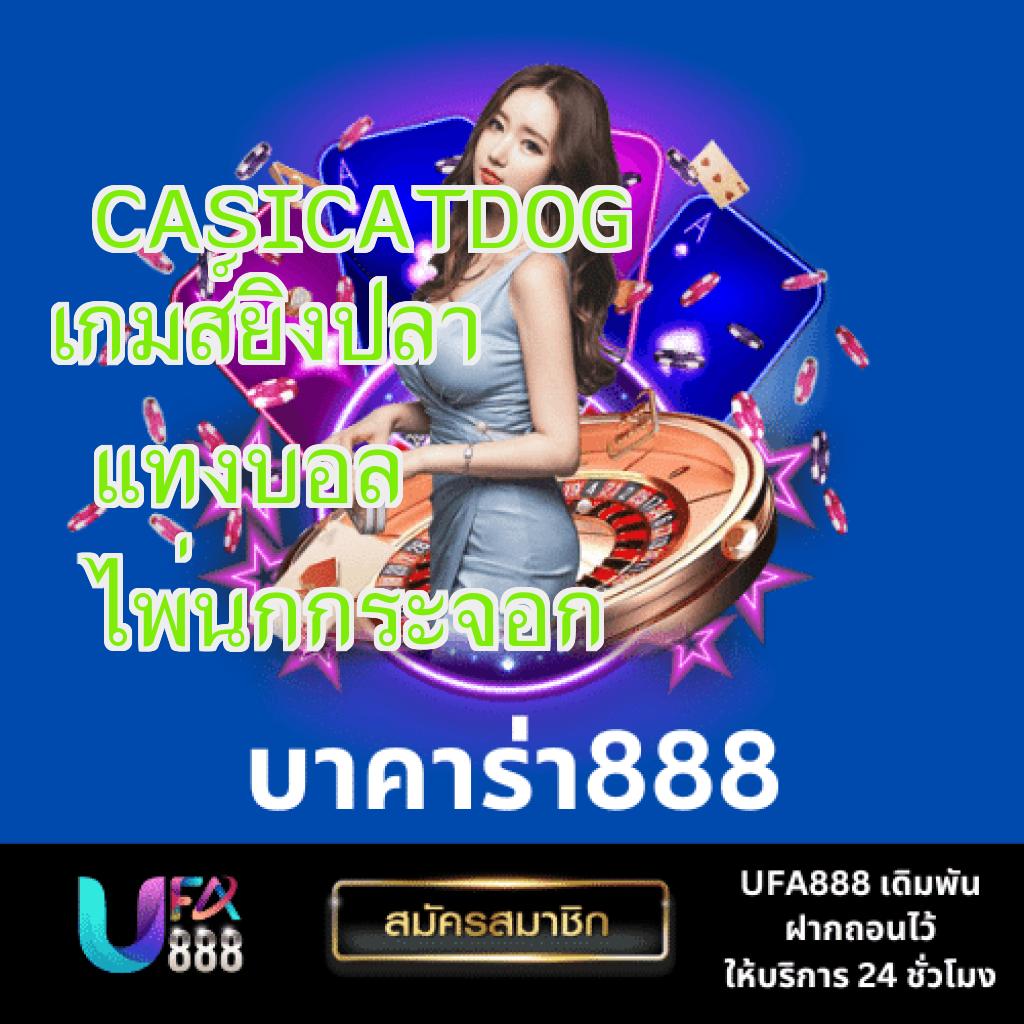 CASICATDOG
เกมส์ยิงปลา
แทงบอล
ไพ่นกกระจอก
บาคาร่า888
UFA
888
สมัครสมาชิก
UFA888 เดิมพัน
ฝากถอนไว้
ให้บริการ 24 ชั่วโมง